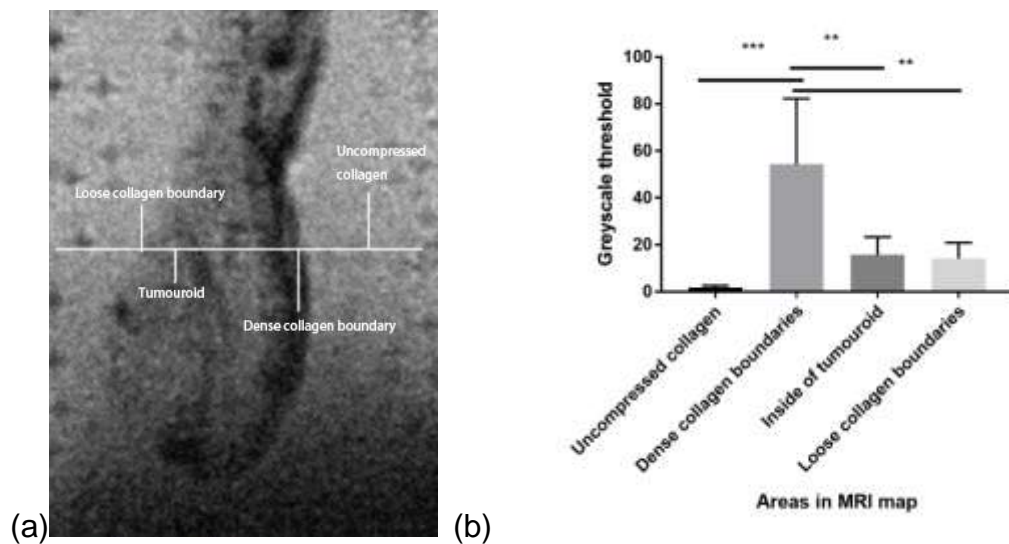 Uncompressed
collagen
Loose collagen boundary
Tumouroid
Dense collagen boundary
(a)
***
**
**
100
80
60
40
20
0
Greyscale threshold
Uncompressed collagen
Dense collagen boundaries
Inside of tumouroid
Loose collagen boundaries
Areas in MRI map
(b)